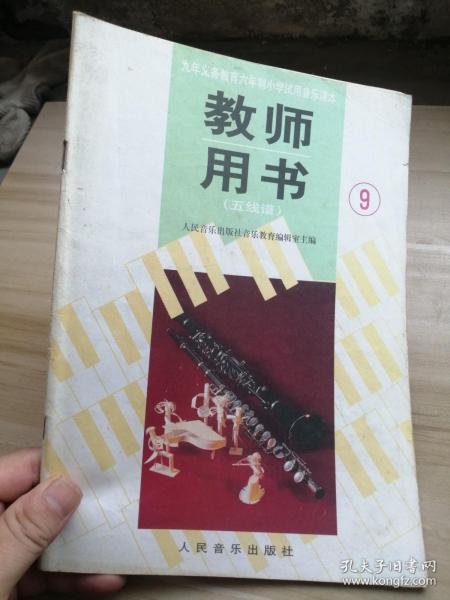 九年义务教育六年制小学试用音乐课本
教师
用书
(五线谱)
9
人民音乐出版社音乐教育编辑室主编
人民音乐出版社
孔夫子旧书网
kongfz.com